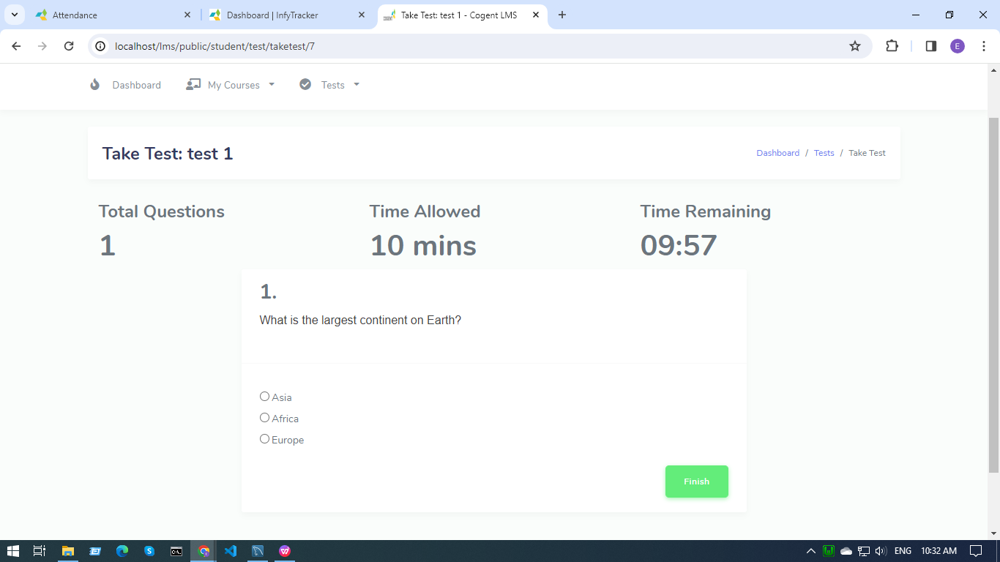 Attendance
Dashboard | InfyTracker
Take Test: test 1 - Cogent LMS
localhost/lms/public/student/test/taketest/7
E
Dashboard
My Courses
Tests
Take Test: test 1
Dashboard / Tests / Take Test
Total Questions
Time Allowed
Time Remaining
1
10 mins
09:57
1.
What is the largest continent on Earth?
Asia
Africa
Europe
Finish
ENG
10:32 AM